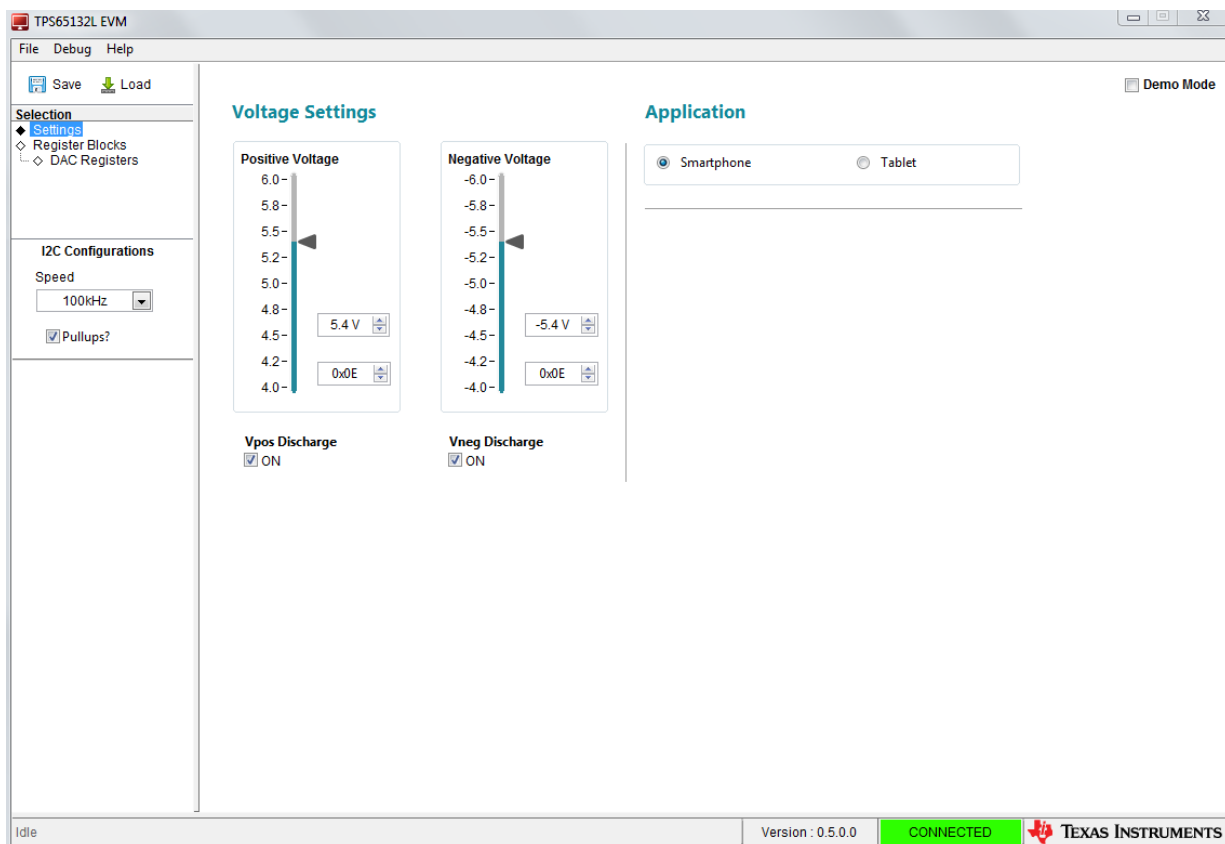 TPS65132L EVM
File Debug Help
Save Load
Selection
Settings
Register Blocks
DAC Registers
I2C Configurations
Speed
100kHz
Pullups?
Demo Mode
Voltage Settings
Positive Voltage
6.0
5.8
5.5
5.2
5.0
4.8
4.5
4.2
4.0
5.4 V
0x0E
Negative Voltage
-6.0
-5.8
-5.5
-5.2
-5.0
-4.8
-4.5
-4.2
-4.0
-5.4 V
0x0E
Vpos Discharge
ON
Vneg Discharge
ON
Application
Smartphone Tablet
Idle
Version : 0.5.0.0
CONNECTED
TEXAS INSTRUMENTS